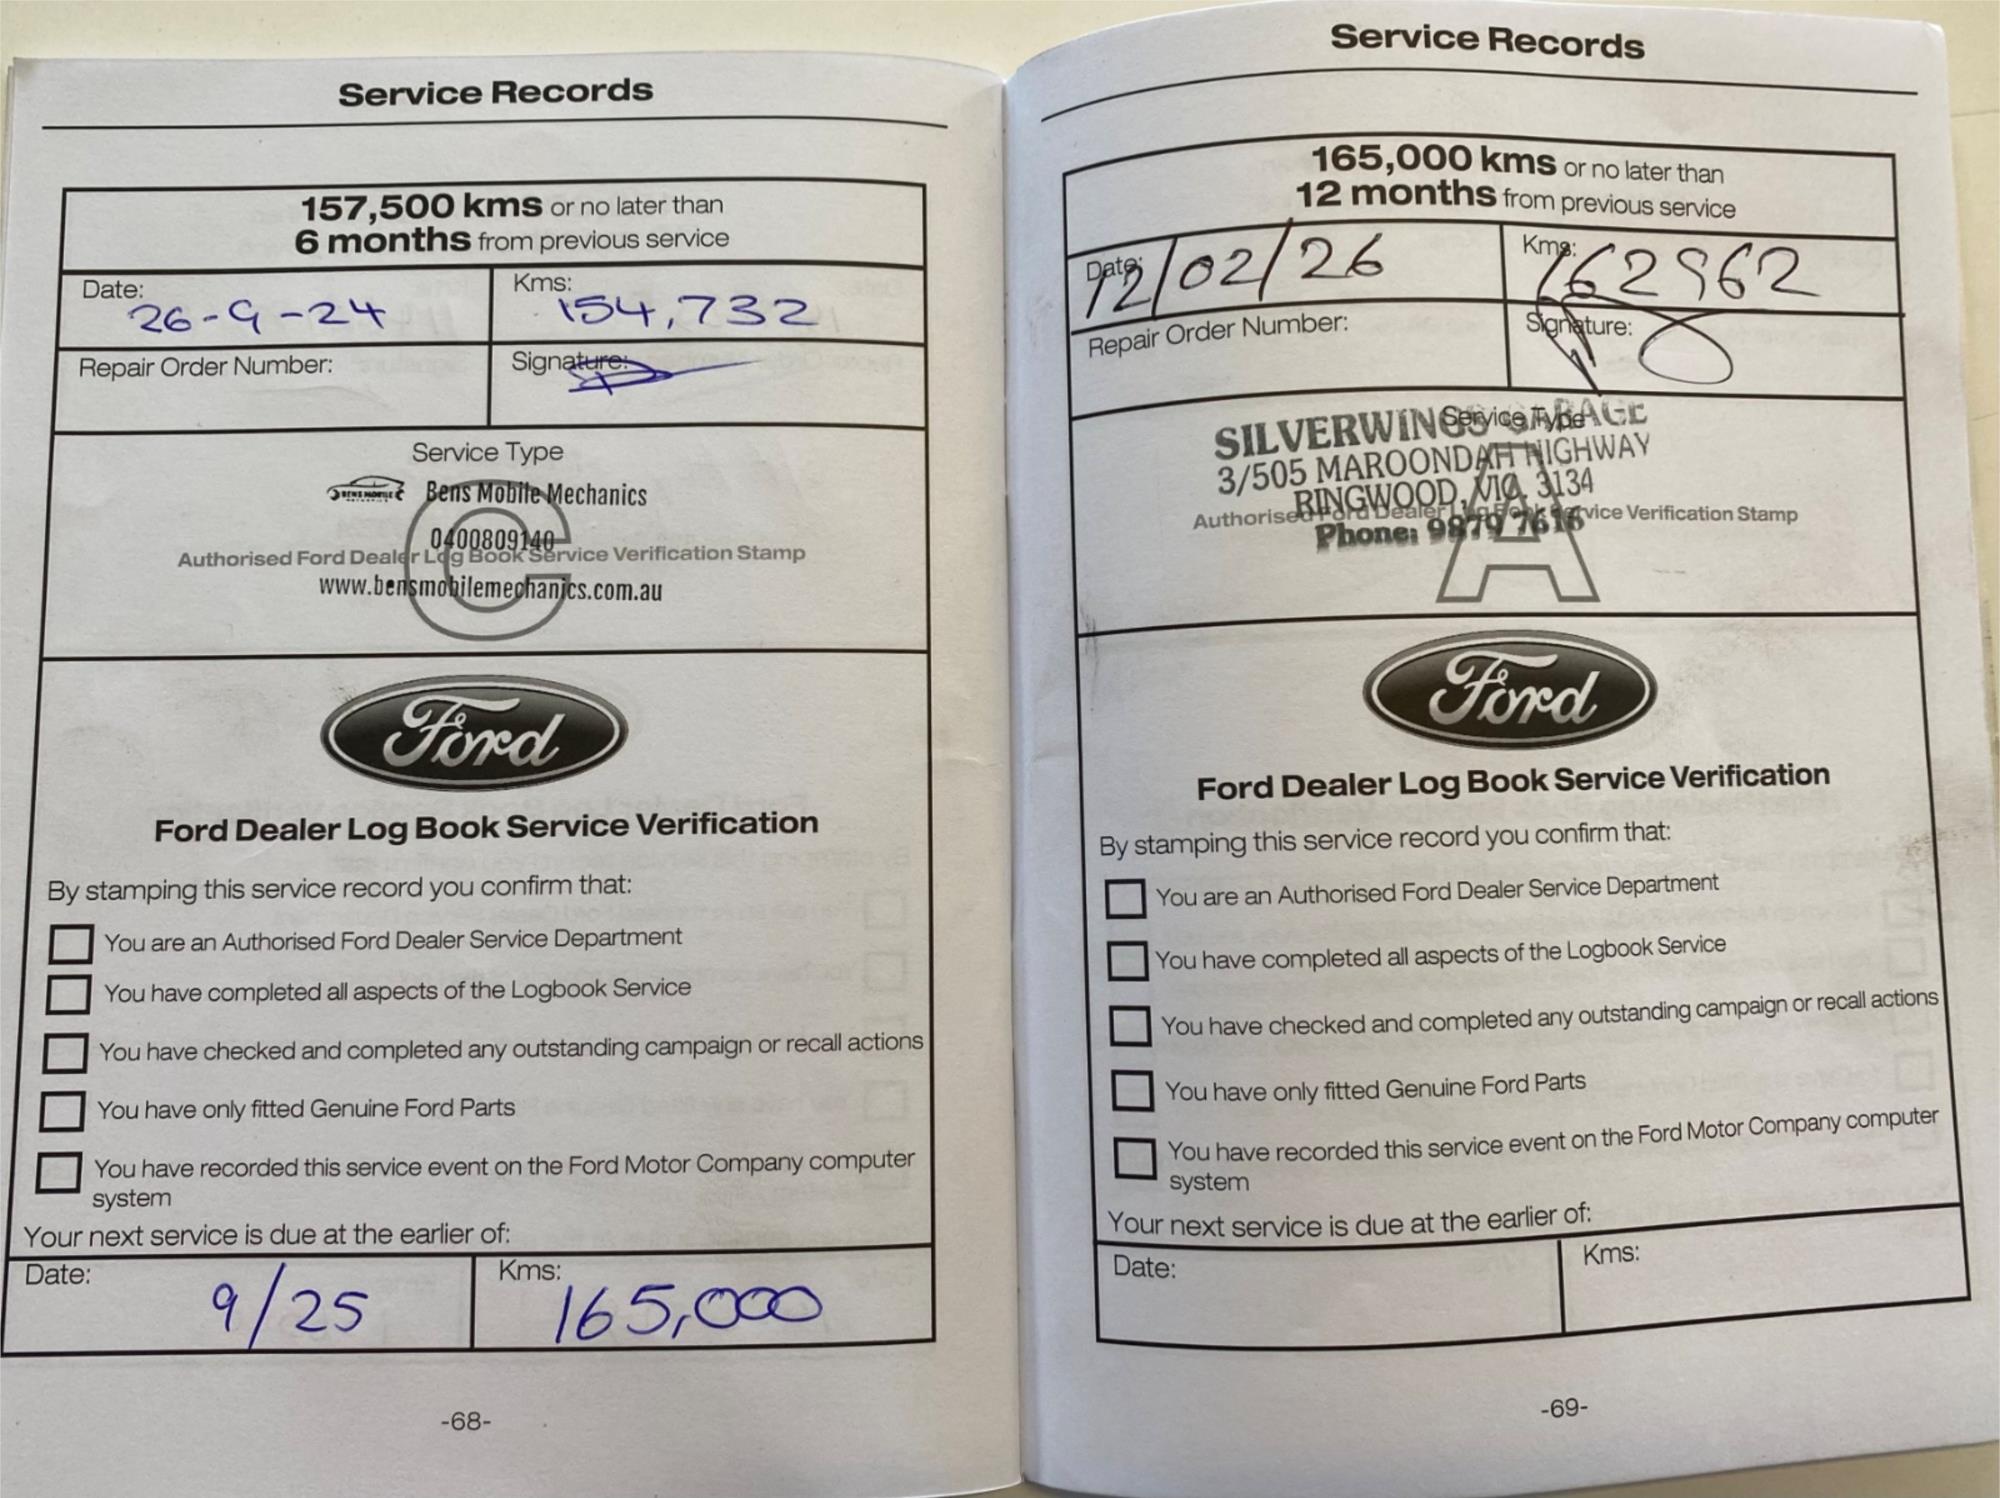 Service Records
157,500 kms or no later than
6 months from previous service
Date:
26-9-24
Kms:
154,732
Repair Order Number:
Signature:
Service Type
BENS MOBILE
Bens Mobile Mechanics
0400809140
C
Authorised Ford Dealer Log Book Service Verification Stamp
www.bensmobilemechanics.com.au
Ford
Ford Dealer Log Book Service Verification
By stamping this service record you confirm that:
You are an Authorised Ford Dealer Service Department
You have completed all aspects of the Logbook Service
You have checked and completed any outstanding campaign or recall actions
You have only fitted Genuine Ford Parts
You have recorded this service event on the Ford Motor Company computer
system
Your next service is due at the earlier of:
Date:
9/25
Kms:
165,000
-68-
Service Records
165,000 kms or no later than
12 months from previous service
Date:
12/02/26
Kms:
162962
Repair Order Number:
Signature:
Service Type
SILVERWINGS GARAGE
3/505 MAROONDAH HIGHWAY
RINGWOOD, VIC. 3134
Authorised Ford Dealer Log Book Service Verification Stamp
Phone: 9879 7616
A
Ford
Ford Dealer Log Book Service Verification
By stamping this service record you confirm that:
You are an Authorised Ford Dealer Service Department
You have completed all aspects of the Logbook Service
You have checked and completed any outstanding campaign or recall actions
You have only fitted Genuine Ford Parts
You have recorded this service event on the Ford Motor Company computer
system
Your next service is due at the earlier of:
Date:
Kms:
-69-